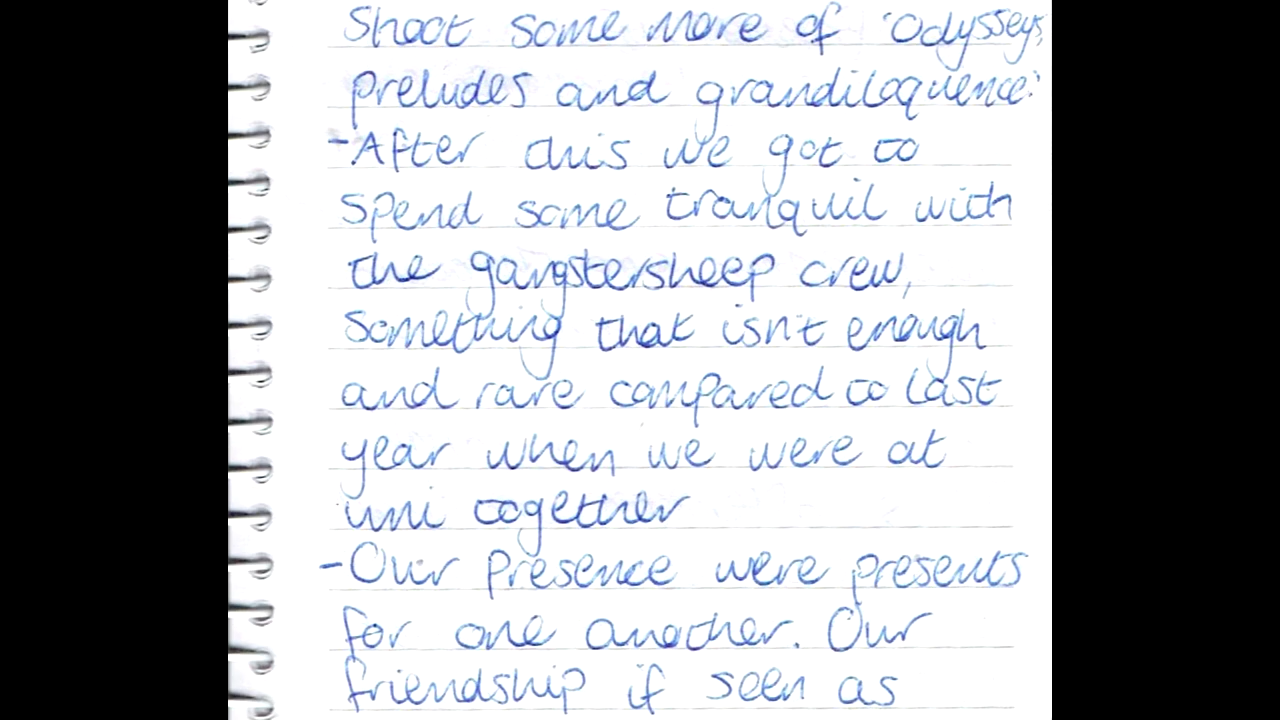 Shoot some more of 'Odysseys,
preludes and grandiloquence.'
-After this we got to
spend some tranquil with
the gangstersheep crew,
something that isn't enough
and rare compared to last
year when we were at
uni together
-Our presence were presents
for one another. Our
friendship if seen as